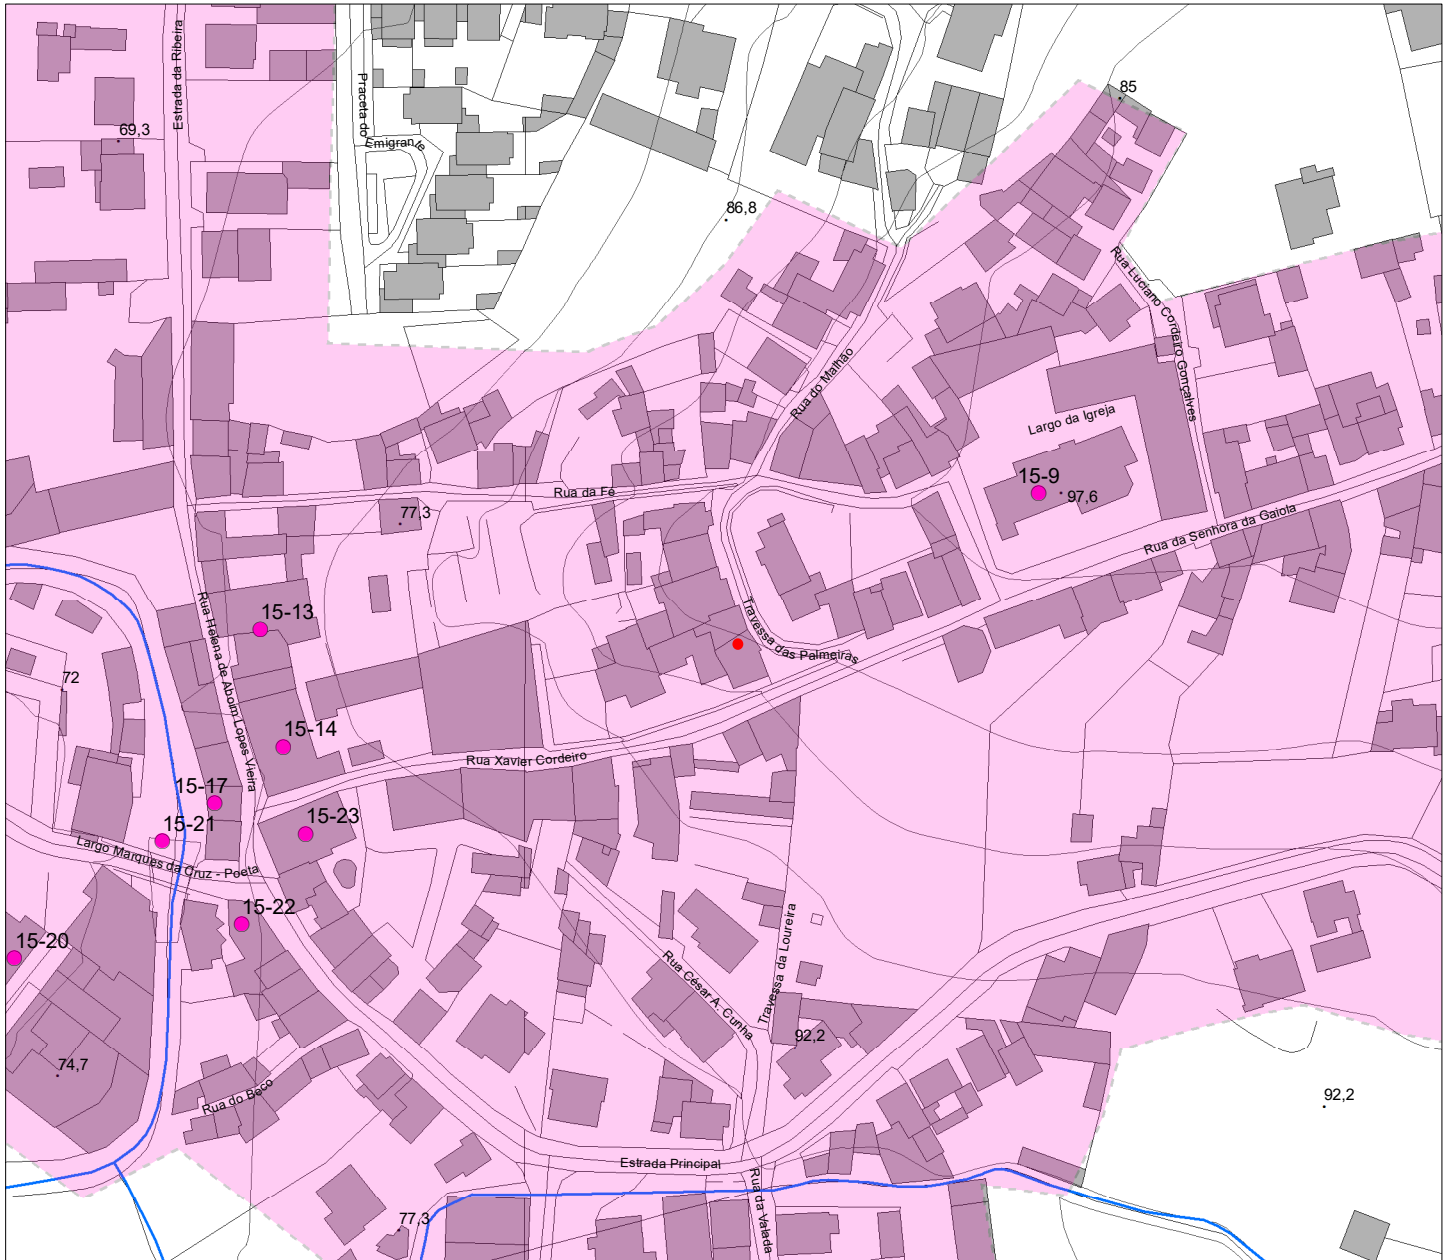 Estrada da Ribeira
Praceta do
Emigrante
85
69,3
86,8
Rua Luciano Cordeiro Gonçalves
Rua do Malhão
Largo da Igreja
15-9
97,6
Rua da Fé
77,3
Rua da Senhora da Gaiola
15-13
Rua Helena de Aboim Lopes Vieira
Travessa das Palmeiras
72
15-14
Rua Xavier Cordeiro
15-17
15-23
15-21
Largo Marques da Cruz - Poeta
15-22
15-20
Travessa da Loureira
Rua César A. Cunha
92,2
74,7
Rua do Beco
92,2
Estrada Principal
Rua da Valada
77,3